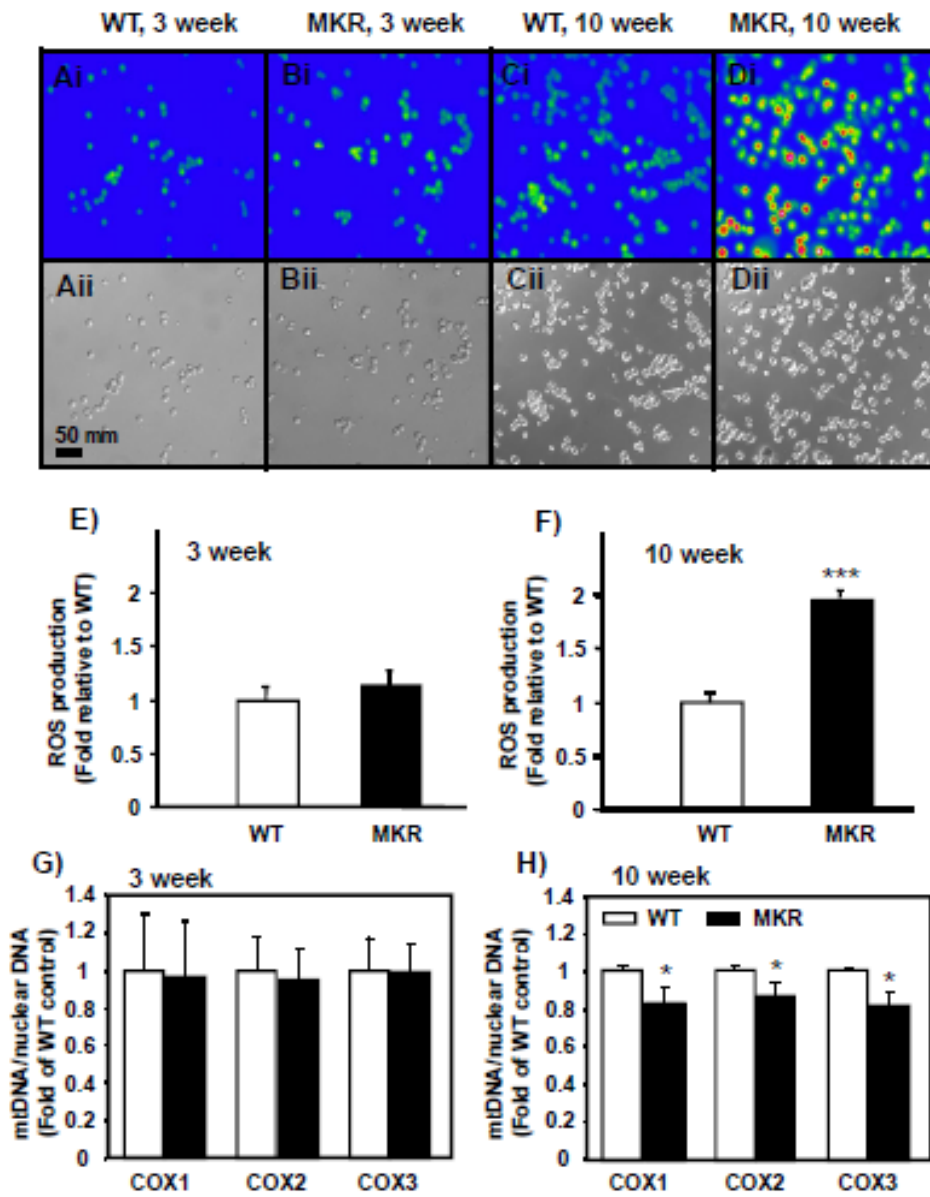 WT, 3 week MKR, 3 week WT, 10 week MKR, 10 week
Ai Bi Ci Di
Aii Bii Cii Dii
50 mm
E)
3 week
ROS production
(Fold relative to WT)
2
1
0.5
0
WT MKR
F)
10 week
ROS production
(Fold relative to WT)
***
2
1.5
1
0.5
0
WT MKR
G)
3 week
mtDNA/nuclear DNA
(Fold of WT control)
1.4
1.2
1
0.8
0.6
0.4
0.2
0
COX1 COX2 COX3
H)
10 week
mtDNA/nuclear DNA
(Fold of WT control)
WT MKR
* * *
1.4
1.2
1
0.8
0.6
0.4
0.2
0
COX1 COX2 COX3